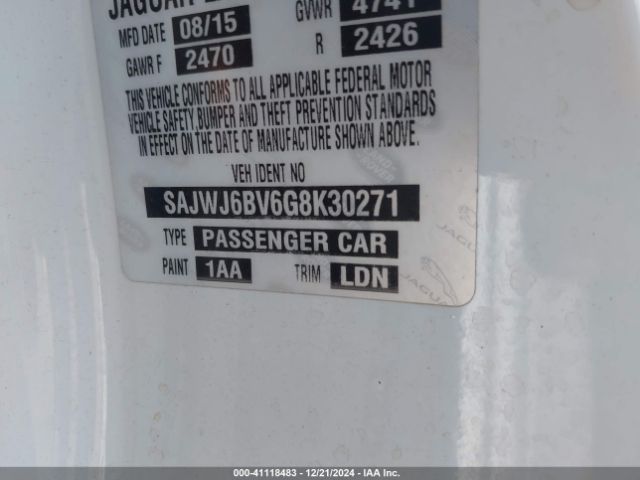 JAGUAR
MFD DATE 08/15 GVWR 4741
GAWR F 2470 R 2426
THIS VEHICLE CONFORMS TO ALL APPLICABLE FEDERAL MOTOR
VEHICLE SAFETY BUMPER AND THEFT PREVENTION STANDARDS
IN EFFECT ON THE DATE OF MANUFACTURE SHOWN ABOVE.
VEH IDENT NO
SAJWJ6BV6G8K30271
TYPE PASSENGER CAR
PAINT 1AA TRIM LDN
000-41118483 - 12/21/2024 - IAA Inc.